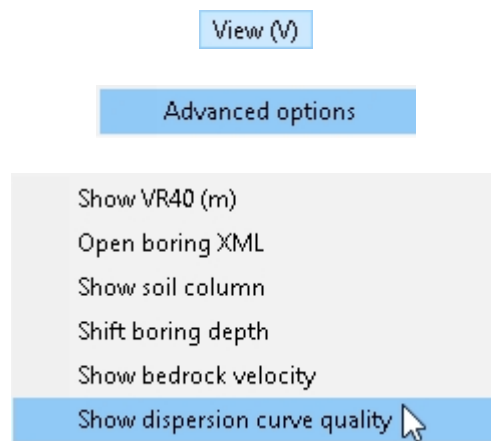 View (V)
Advanced options
Show VR40 (m)
Open boring XML
Show soil column
Shift boring depth
Show bedrock velocity
Show dispersion curve quality